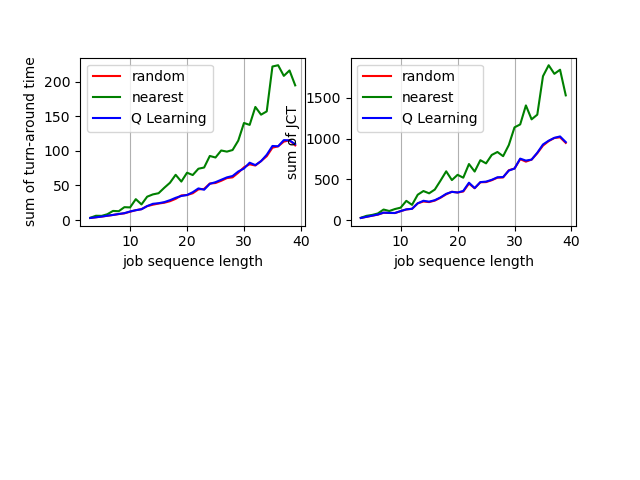 sum of turn-around time
200
150
100
50
0
random
nearest
Q Learning
10
20
30
40
job sequence length
sum of JCT
1500
1000
500
0
random
nearest
Q Learning
10
20
30
40
job sequence length